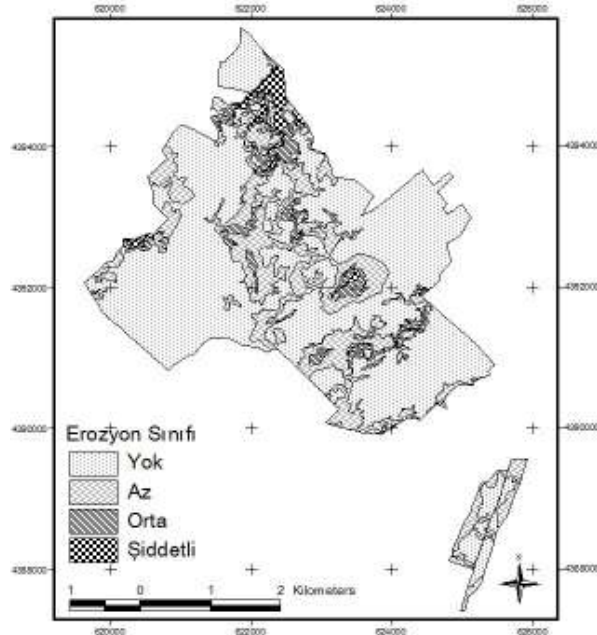 620000 622000 624000 626000
4394000 4394000
4392000 4392000
4390000 4390000
Erozyon Sınıfı
Yok
Az
Orta
Şiddetli
4388000 4388000
1 0 1 2 Kilometers
620000 622000 624000 626000